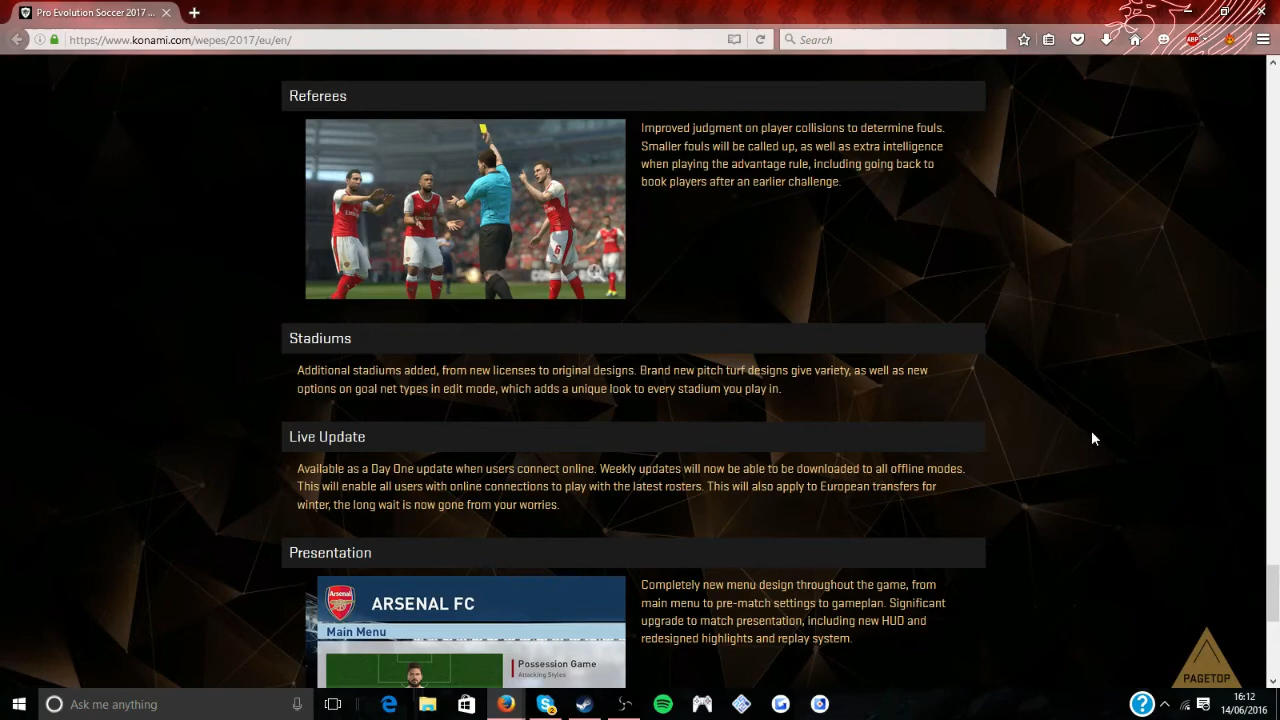 Pro Evolution Soccer 2017 ...
https://www.konami.com/wepes/2017/eu/en/
Search
ABP
Referees
Improved judgment on player collisions to determine fouls.
Smaller fouls will be called up, as well as extra intelligence
when playing the advantage rule, including going back to
book players after an earlier challenge.
6
Stadiums
Additional stadiums added, from new licenses to original designs. Brand new pitch turf designs give variety, as well as new
options on goal net types in edit mode, which adds a unique look to every stadium you play in.
Live Update
Available as a Day One update when users connect online. Weekly updates will now be able to be downloaded to all offline modes.
This will enable all users with online connections to play with the latest rosters. This will also apply to European transfers for
winter, the long wait is now gone from your worries.
Presentation
Arsenal
ARSENAL FC
Main Menu
Possession Game
Attacking Styles
Completely new menu design throughout the game, from
main menu to pre-match settings to gameplan. Significant
upgrade to match presentation, including new HUD and
redesigned highlights and replay system.
PAGETOP
Ask me anything
2
16:12
14/06/2016